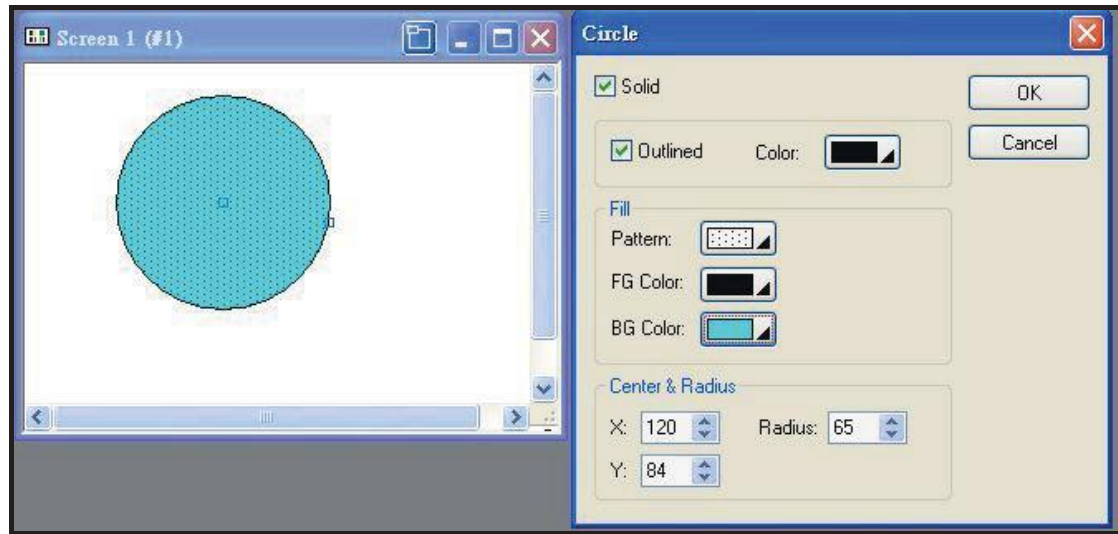 Screen 1 (#1)
Circle
Solid
OK
Outlined
Color:
Cancel
Fill
Pattern:
FG Color:
BG Color:
Center & Radius
X: 120
Radius: 65
Y: 84